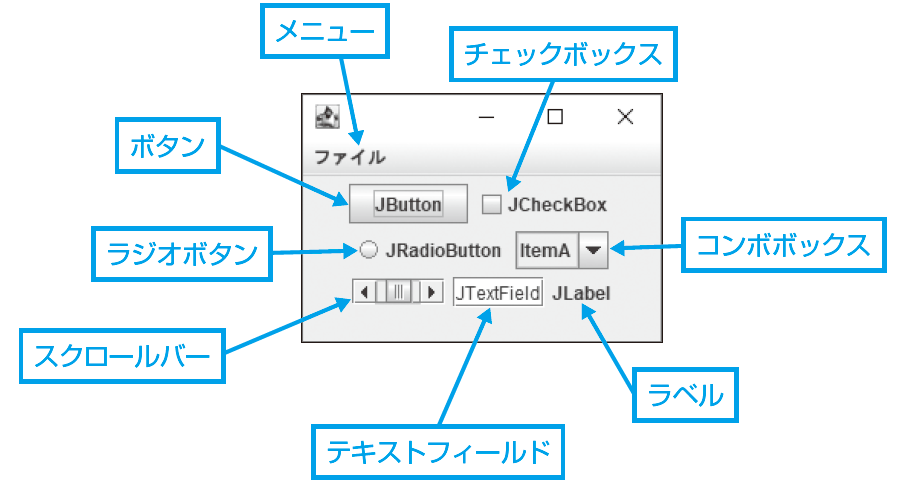 メニュー
チェックボックス
ボタン
ファイル
JButton
JCheckBox
ラジオボタン
JRadioButton
ItemA
コンボボックス
JTextField
JLabel
スクロールバー
ラベル
テキストフィールド